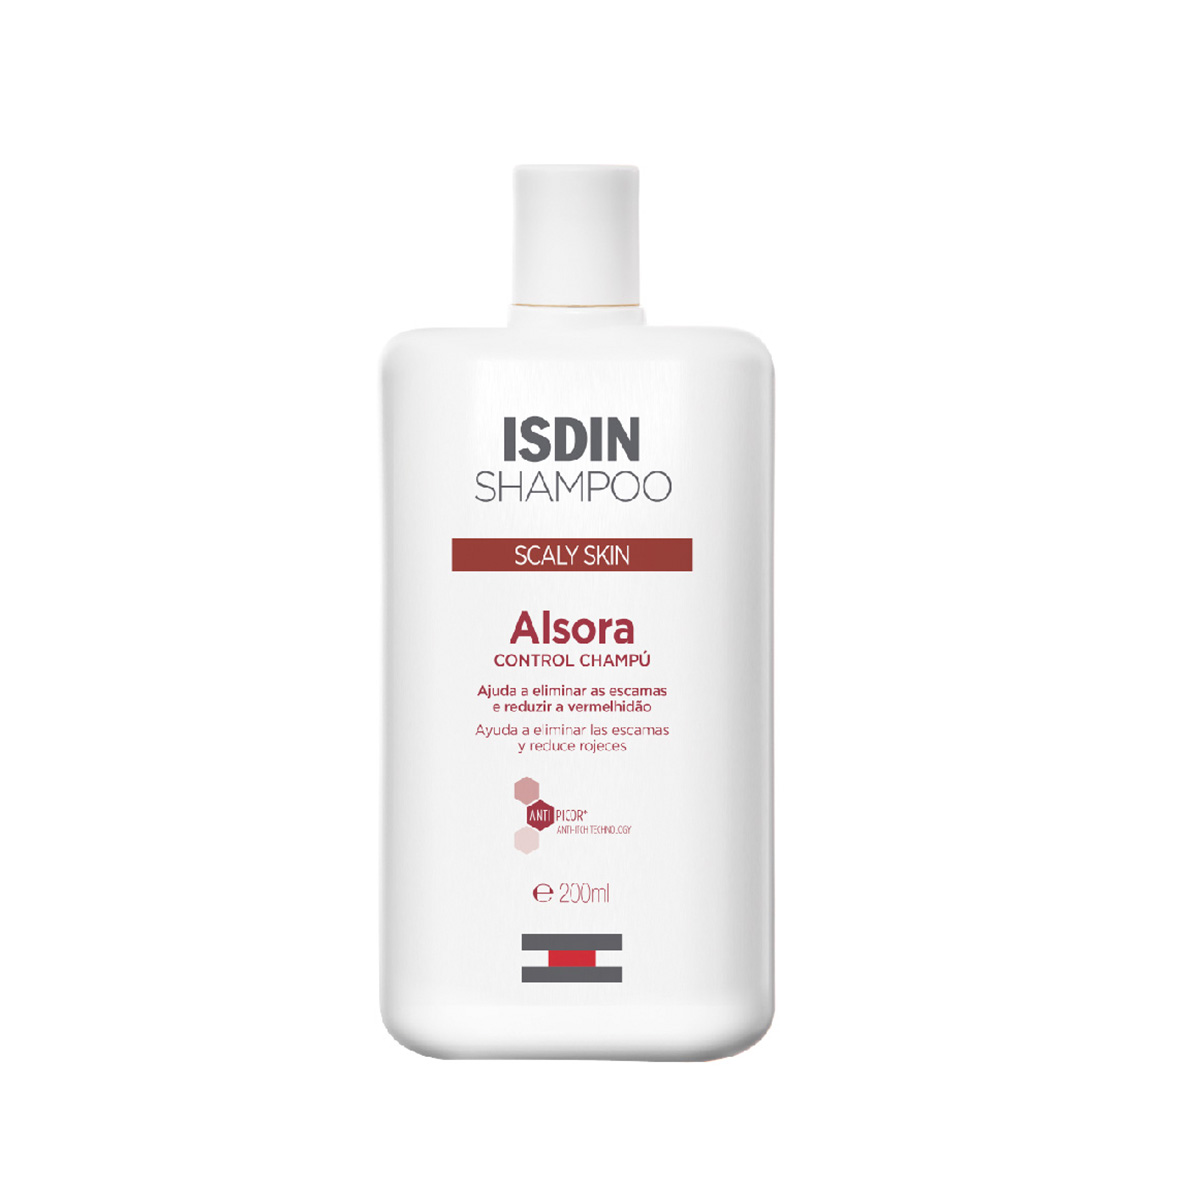 ISDIN
SHAMPOO
SCALY SKIN
Alsora
CONTROL CHAMPÚ
Ajuda a eliminar as escamas
e reduzir a vermelhidão
Ayuda a eliminar las escamas
y reduce rojeces
ANTI PICOR+
ANTI-ITCH TECHNOLOGY
℮ 200ml